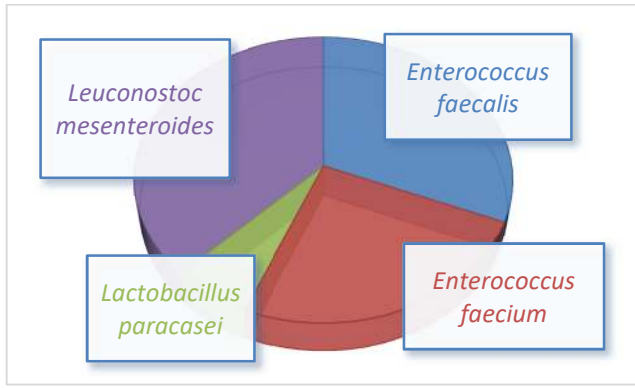 Leuconostoc
mesenteroides
Enterococcus
faecalis
Lactobacillus
paracasei
Enterococcus
faecium